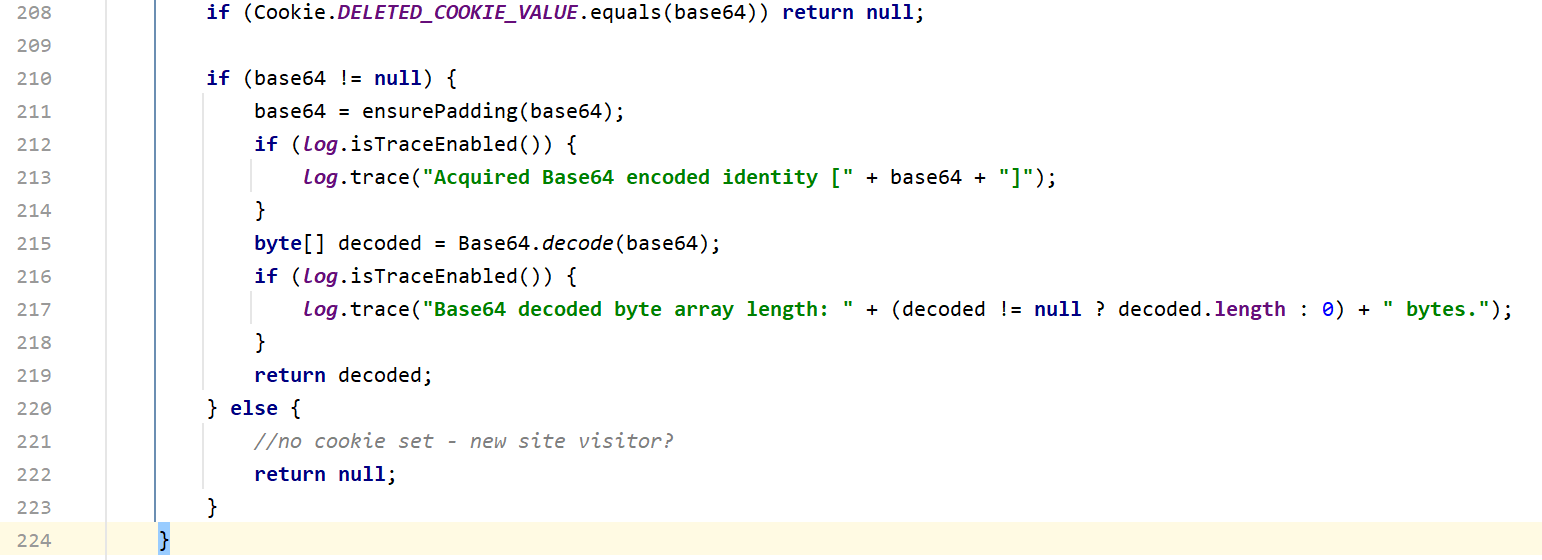 208 if (Cookie.DELETED_COOKIE_VALUE.equals(base64)) return null;
209
210 if (base64 != null) {
211 base64 = ensurePadding(base64);
212 if (log.isTraceEnabled()) {
213 log.trace("Acquired Base64 encoded identity [" + base64 + "]");
214 }
215 byte[] decoded = Base64.decode(base64);
216 if (log.isTraceEnabled()) {
217 log.trace("Base64 decoded byte array length: " + (decoded != null ? decoded.length : 0) + " bytes.");
218 }
219 return decoded;
220 } else {
221 //no cookie set - new site visitor?
222 return null;
223 }
224 }